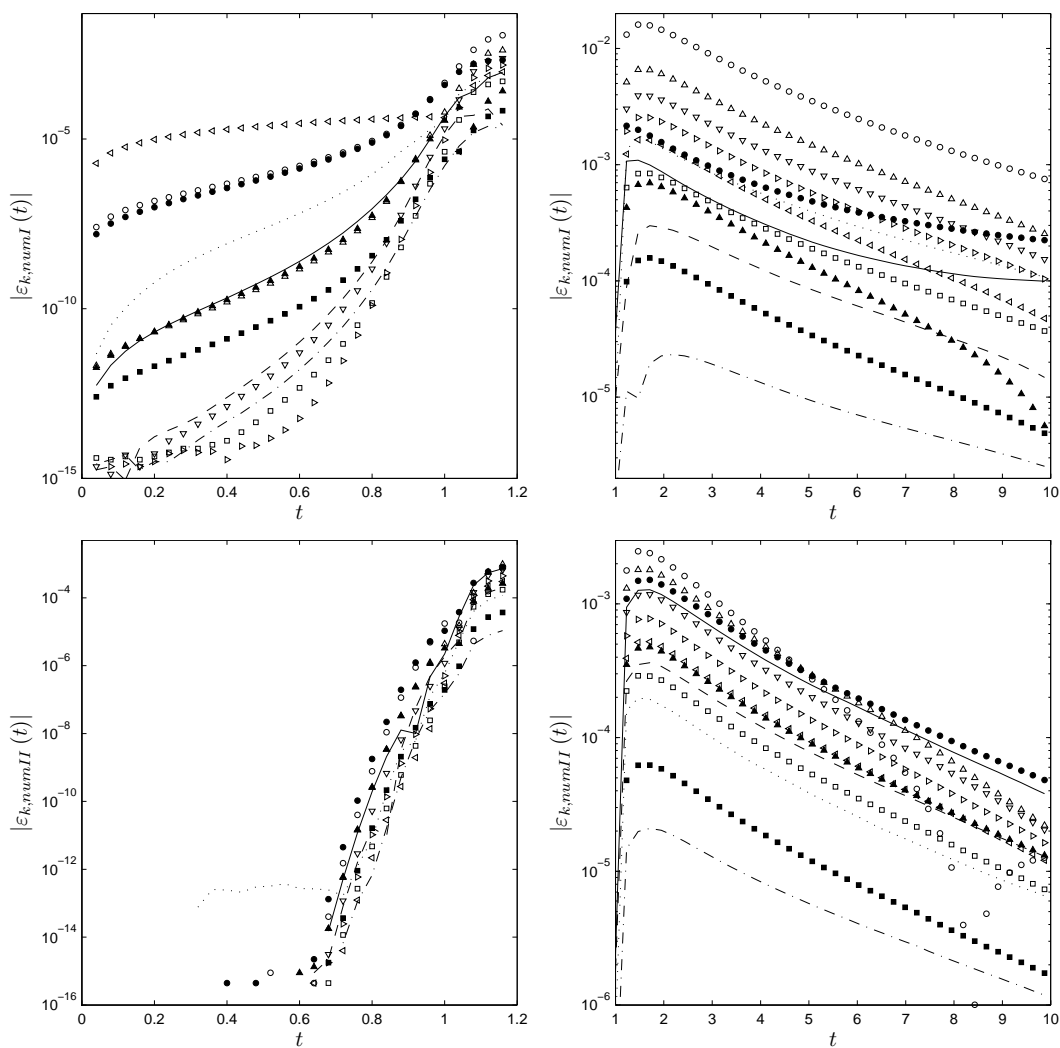 |ε_{k,numI}(t)|
10^{-5}
10^{-10}
10^{-15}
0 0.2 0.4 0.6 0.8 1 1.2
t
|ε_{k,numI}(t)|
10^{-2}
10^{-3}
10^{-4}
10^{-5}
1 2 3 4 5 6 7 8 9 10
t
|ε_{k,numII}(t)|
10^{-4}
10^{-6}
10^{-8}
10^{-10}
10^{-12}
10^{-14}
10^{-16}
0 0.2 0.4 0.6 0.8 1 1.2
t
|ε_{k,numII}(t)|
10^{-3}
10^{-4}
10^{-5}
10^{-6}
1 2 3 4 5 6 7 8 9 10
t